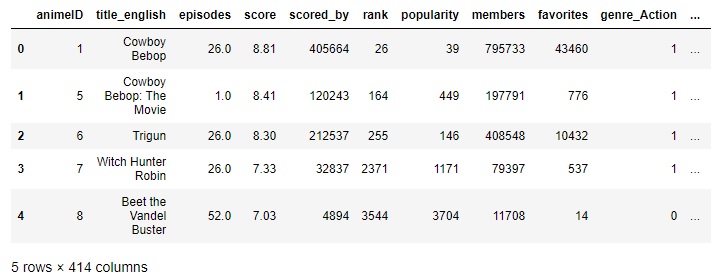 animeID title_english episodes score scored_by rank popularity members favorites genre_Action ...
0 1 Cowboy Bebop 26.0 8.81 405664 26 39 795733 43460 1 ...
1 5 Cowboy Bebop: The Movie 1.0 8.41 120243 164 449 197791 776 1 ...
2 6 Trigun 26.0 8.30 212537 255 146 408548 10432 1 ...
3 7 Witch Hunter Robin 26.0 7.33 32837 2371 1171 79397 537 1 ...
4 8 Beet the Vandel Buster 52.0 7.03 4894 3544 3704 11708 14 0 ...
5 rows × 414 columns